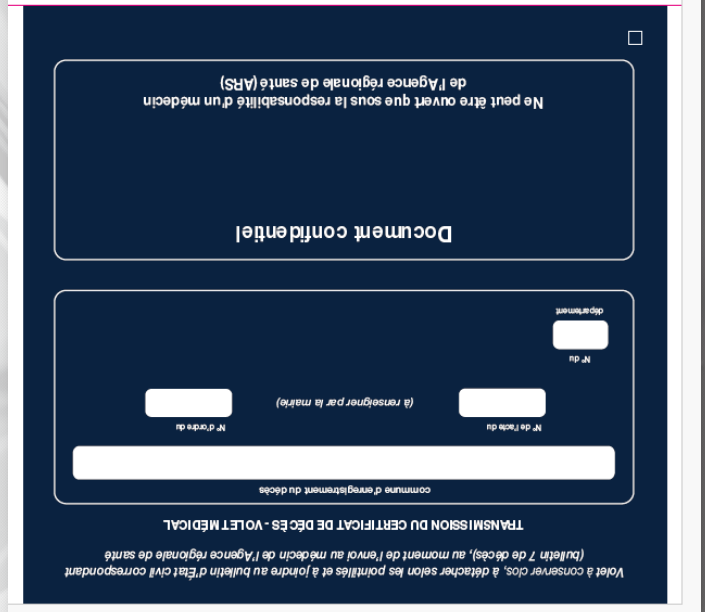 Volet à conserver clos, à détacher selon les pointillés et à joindre au bulletin d'État civil correspondant
(bulletin 7 de décès), au moment de l'envoi au médecin de l'Agence régionale de santé
TRANSMISSION DU CERTIFICAT DE DÉCÈS - VOLET MÉDICAL
commune d'enregistrement du décès
N° de l'acte du
N° d'ordre du
(à renseigner par la mairie)
N° du
département
Document confidentiel
Ne peut être ouvert que sous la responsabilité d'un médecin
de l'Agence régionale de santé (ARS)